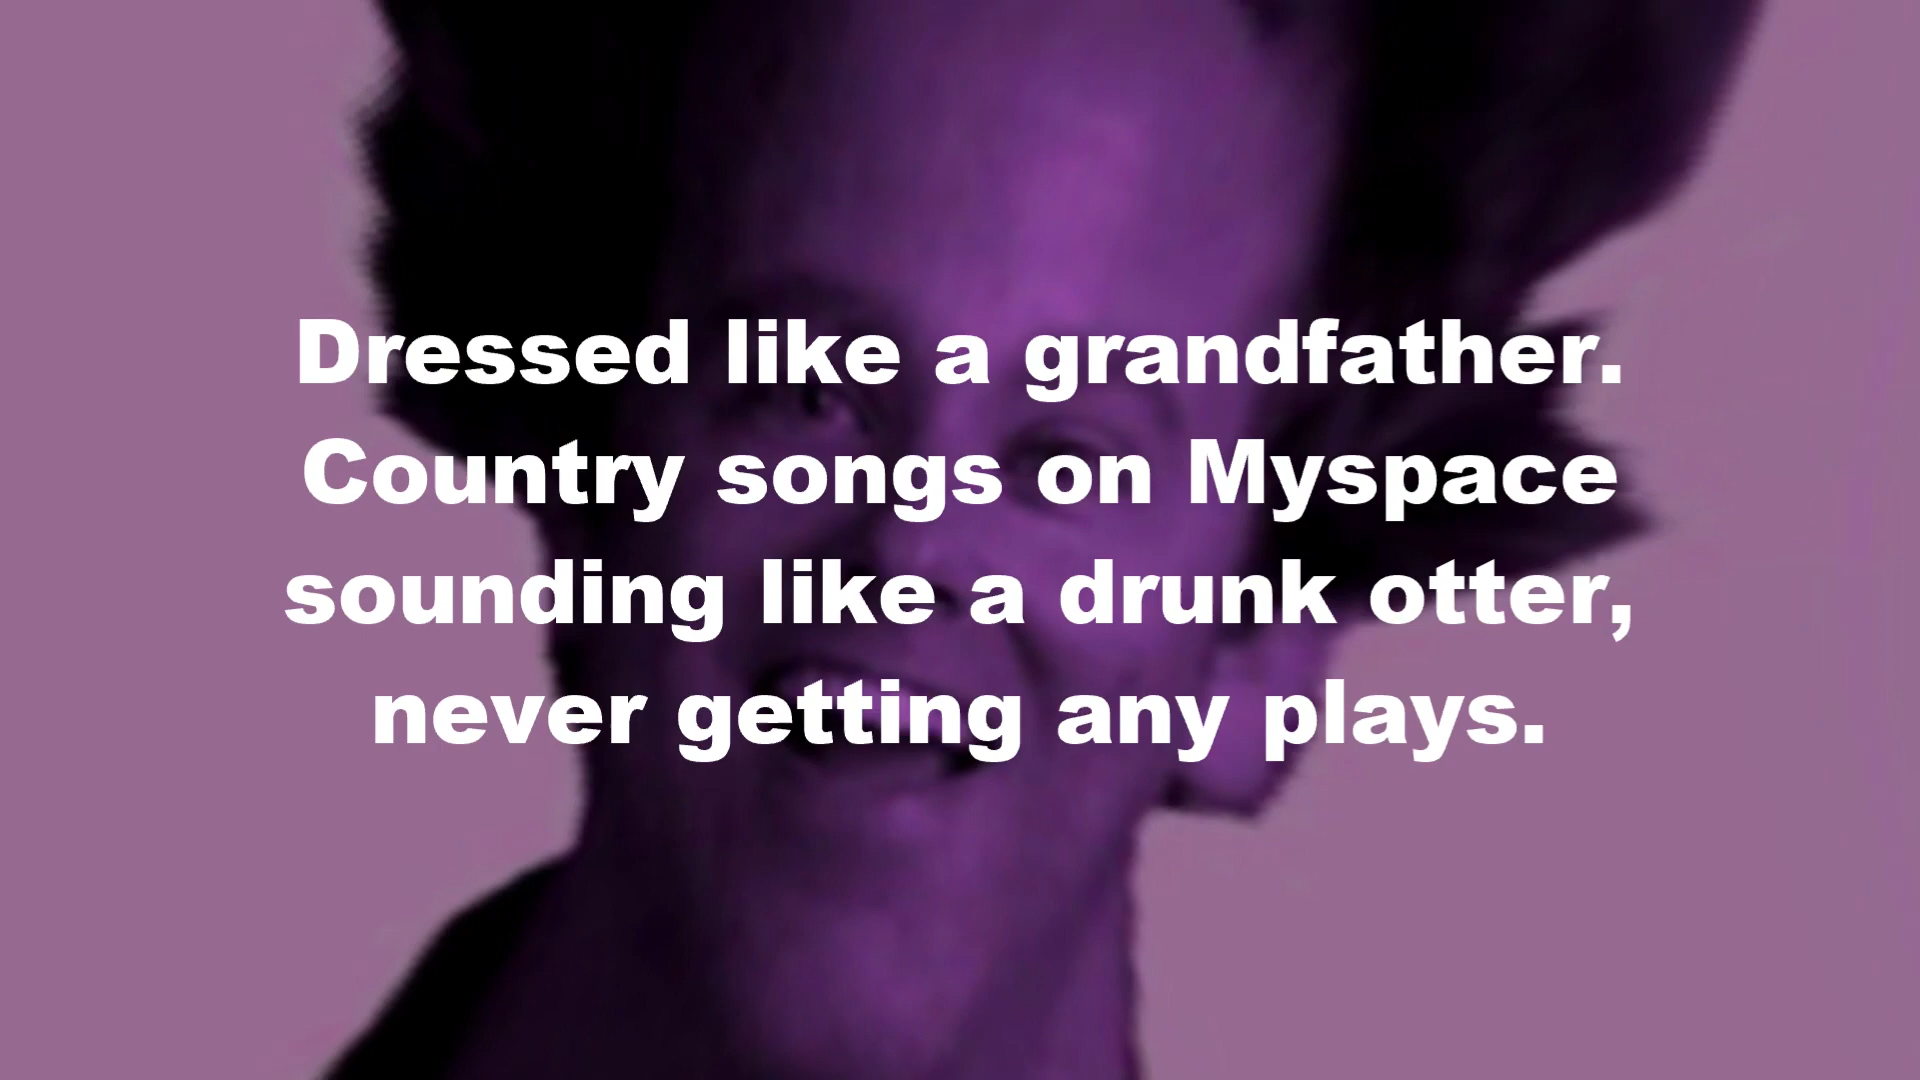 Dressed like a grandfather.
Country songs on Myspace
sounding like a drunk otter,
never getting any plays.